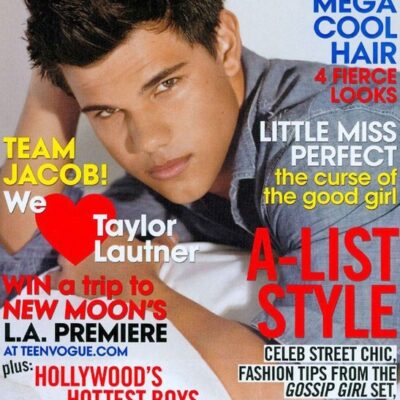 MEGA
COOL
HAIR
4 FIERCE
LOOKS
LITTLE MISS
PERFECT
the curse of
the good girl
TEAM
JACOB!
We
Taylor
Lautner
WIN a trip to
NEW MOON'S
L.A. PREMIERE
AT TEENVOGUE.COM
plus:
HOLLYWOOD'S
HOTTEST BOYS
A-LIST
STYLE
CELEB STREET CHIC,
FASHION TIPS FROM THE
GOSSIP GIRL SET,